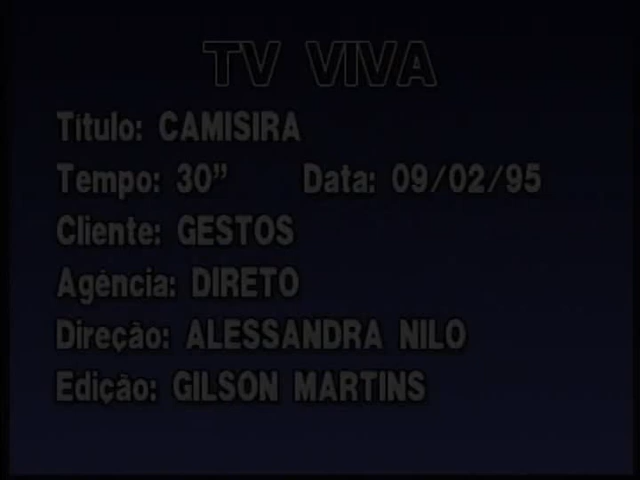 TV VIVA
Título: CAMISIRA
Tempo: 30" Data: 09/02/95
Cliente: GESTOS
Agência: DIRETO
Direção: ALESSANDRA NILO
Edição: GILSON MARTINS